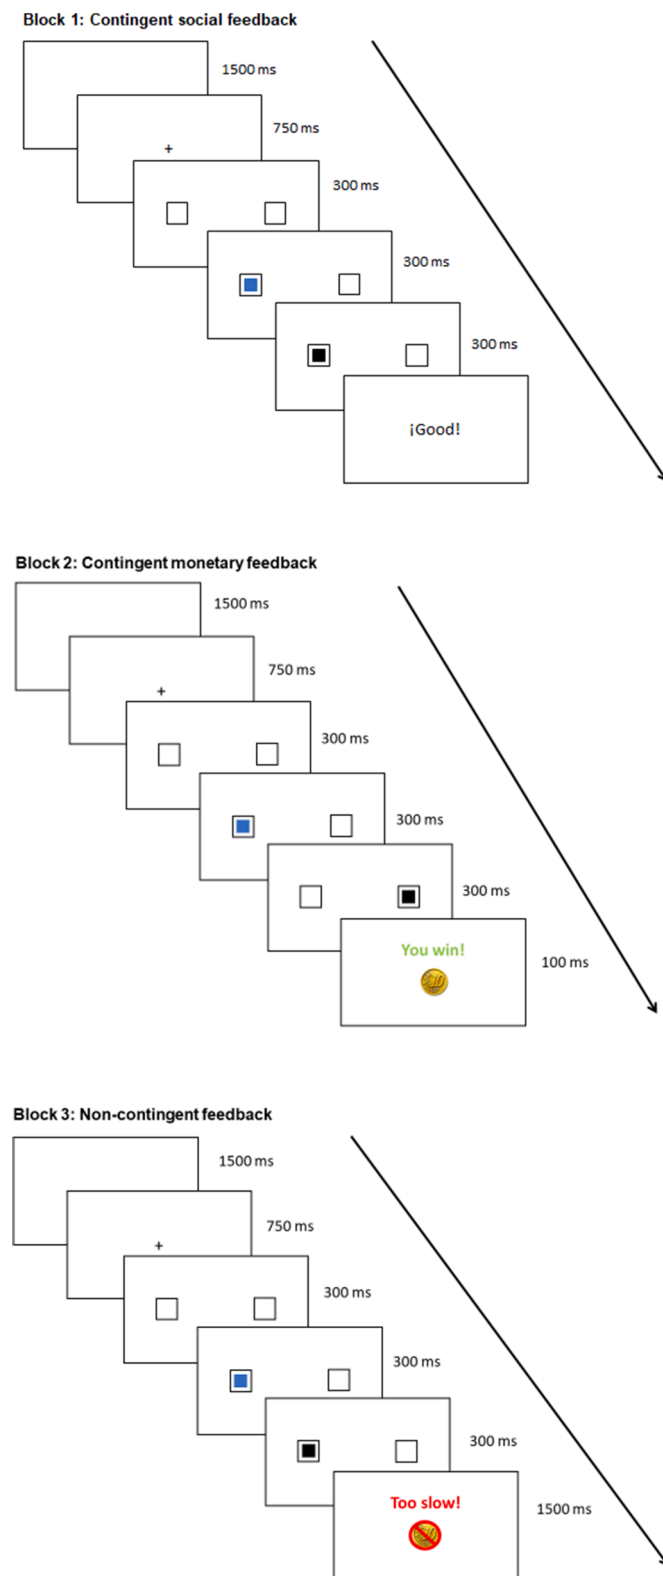 Block 1: Contingent social feedback
1500 ms
750 ms
+
300 ms
300 ms
300 ms
¡Good!
Block 2: Contingent monetary feedback
1500 ms
750 ms
+
300 ms
300 ms
300 ms
You win!
100 ms
Block 3: Non-contingent feedback
1500 ms
750 ms
+
300 ms
300 ms
300 ms
Too slow!
1500 ms